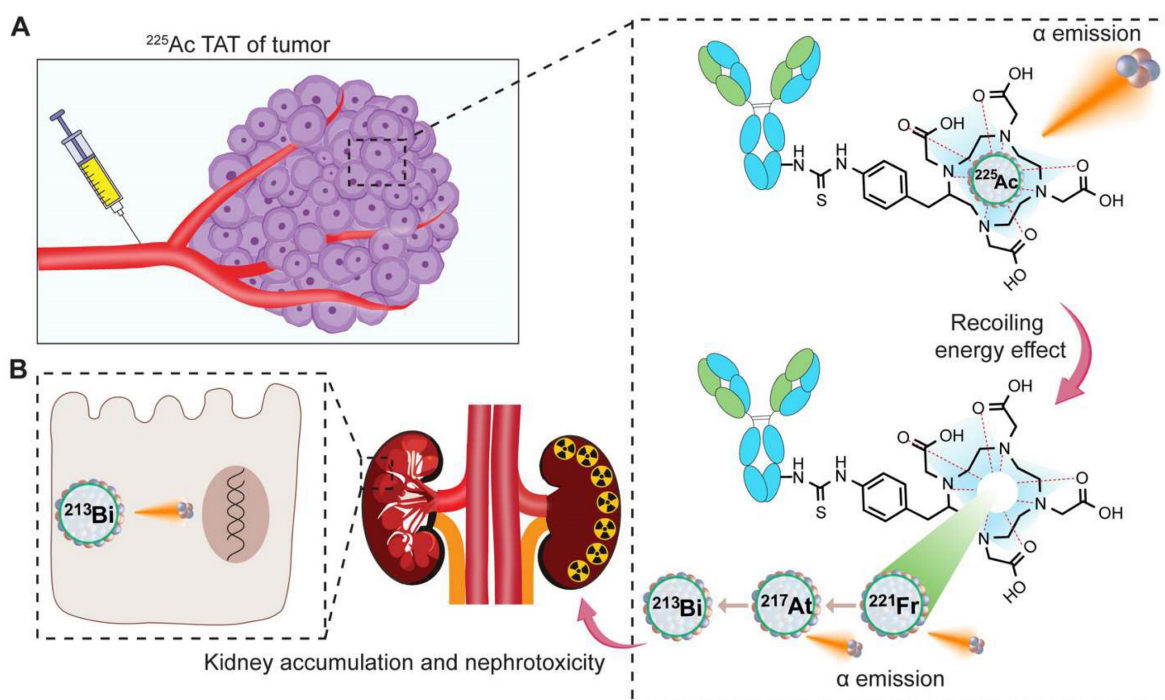 A
²²⁵Ac TAT of tumor
α emission
OH
O
N
O
OH
²²⁵Ac
O
H
N
H
N
N
N
OH
S
N
O
O
HO
Recoiling
energy effect
B
OH
O
N
O
OH
O
H
N
H
N
N
N
OH
S
N
O
O
HO
²¹³Bi
²¹³Bi
²¹⁷At
²²¹Fr
Kidney accumulation and nephrotoxicity
α emission